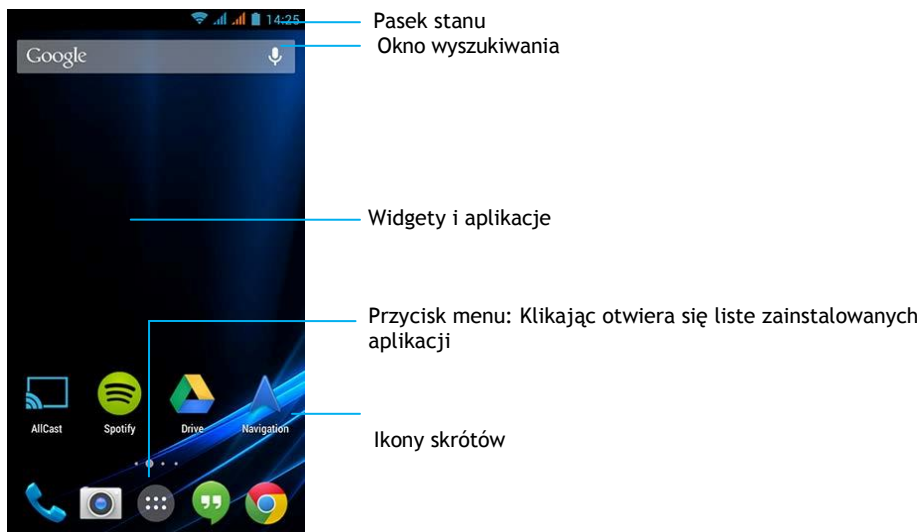 14:25
Pasek stanu
Google
Okno wyszukiwania
Widgety i aplikacje
Przycisk menu: Klikając otwiera się liste zainstalowanych
aplikacji
AllCast Spotify Drive Navigation
Ikony skrótów